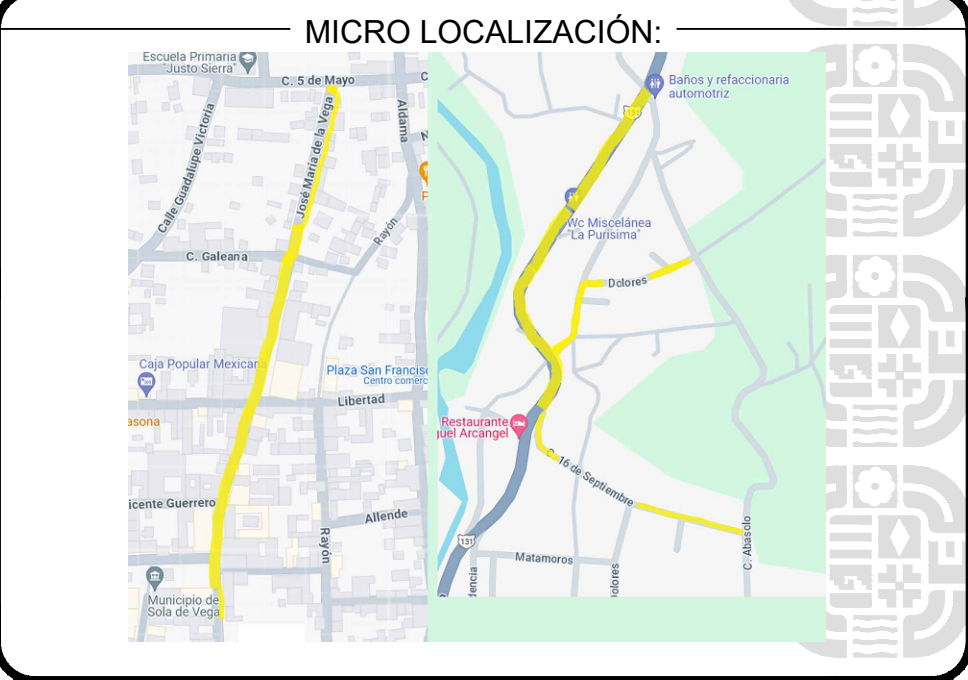 MICRO LOCALIZACIÓN:
Escuela Primaria
"Justo Sierra"
C. 5 de Mayo
C
Calle Guadalupe Victoria
José María de la Vega
Aldama
N
P
Rayón
C. Galeana
Caja Popular Mexicana
Plaza San Francisc
Centro comerc
Libertad
asona
icente Guerrero
Allende
Rayón
Municipio de
Sola de Vega
Baños y refaccionaria
automotriz
131
Wc Miscelánea
"La Purisima"
Dolores
Restaurante
guel Arcangel
C. 16 de Septiembre
131
Matamoros
dencia
Dolores
C. Abasolo